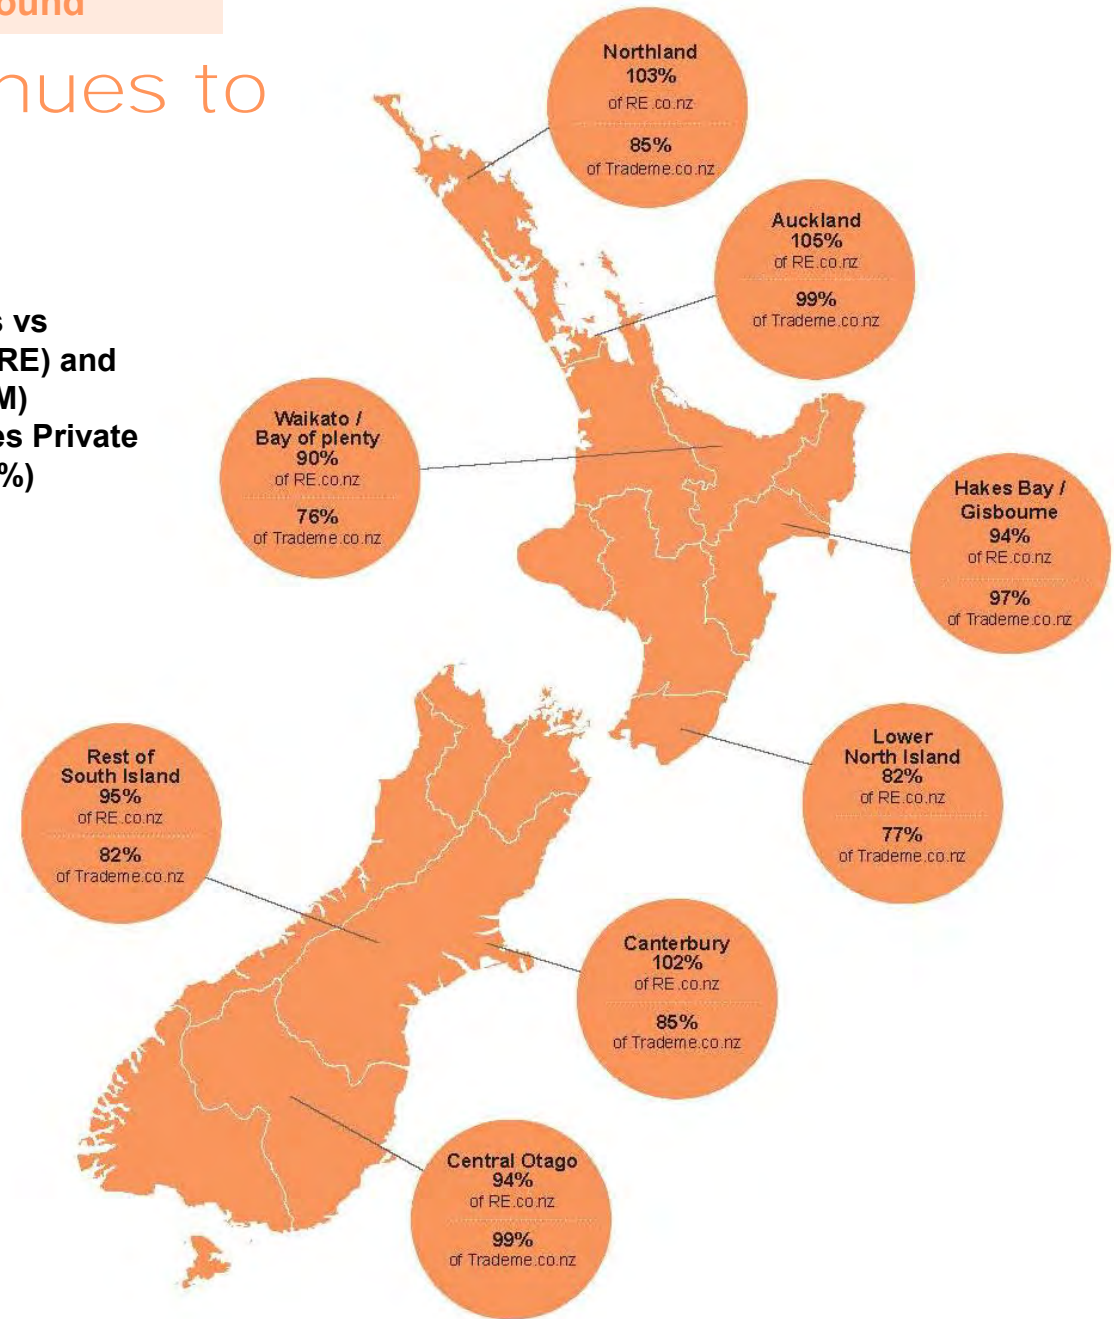 ound
nues to
s vs
RE) and
M)
es Private
%)
Northland
103%
of RE.co.nz
85%
of Trademe.co.nz
Auckland
105%
of RE.co.nz
99%
of Trademe.co.nz
Waikato /
Bay of plenty
90%
of RE.co.nz
76%
of Trademe.co.nz
Hakes Bay /
Gisbourne
94%
of RE.co.nz
97%
of Trademe.co.nz
Lower
North Island
82%
of RE.co.nz
77%
of Trademe.co.nz
Rest of
South Island
95%
of RE.co.nz
82%
of Trademe.co.nz
Canterbury
102%
of RE.co.nz
85%
of Trademe.co.nz
Central Otago
94%
of RE.co.nz
99%
of Trademe.co.nz